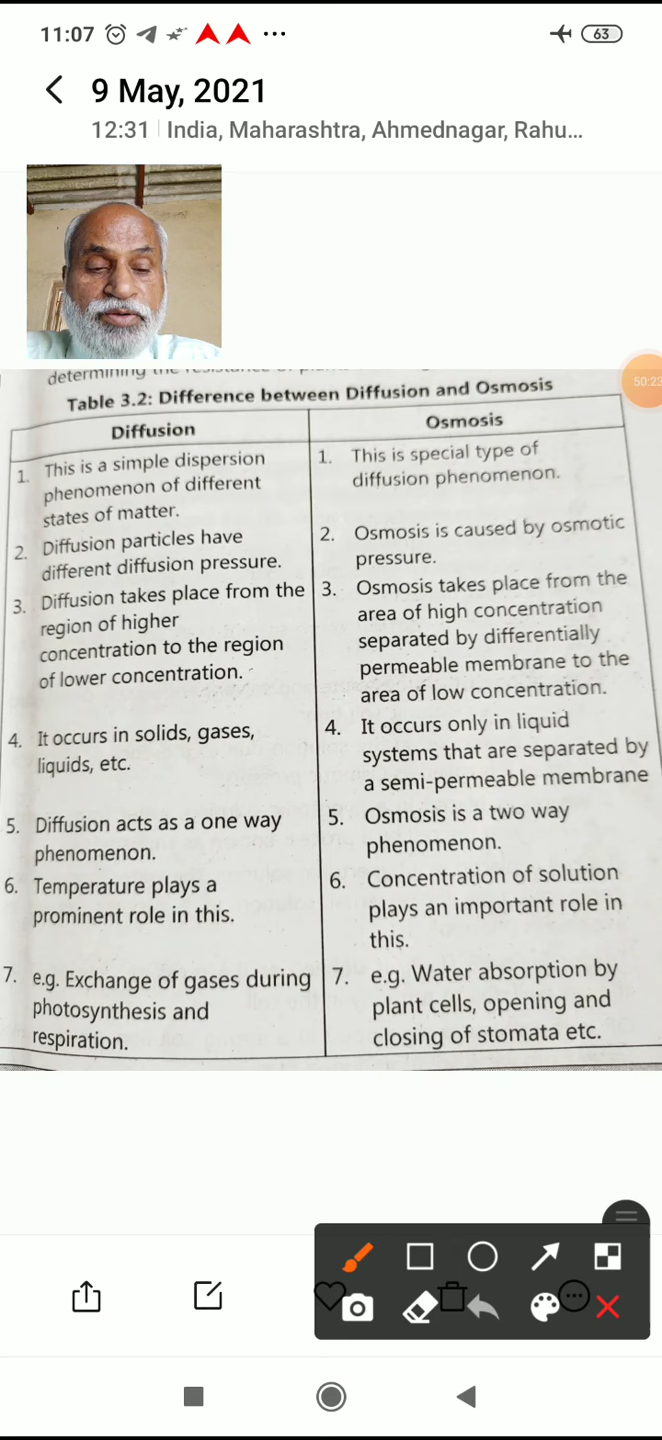 11:07
63
9 May, 2021
12:31 | India, Maharashtra, Ahmednagar, Rahu...
50:23
determining the resistance of
Table 3.2: Difference between Diffusion and Osmosis
Diffusion
1. This is a simple dispersion
phenomenon of different
states of matter.
2. Diffusion particles have
different diffusion pressure.
3. Diffusion takes place from the
region of higher
concentration to the region
of lower concentration.
4. It occurs in solids, gases,
liquids, etc.
5. Diffusion acts as a one way
phenomenon.
6. Temperature plays a
prominent role in this.
7. e.g. Exchange of gases during
photosynthesis and
respiration.
Osmosis
1. This is special type of
diffusion phenomenon.
2. Osmosis is caused by osmotic
pressure.
3. Osmosis takes place from the
area of high concentration
separated by differentially
permeable membrane to the
area of low concentration.
4. It occurs only in liquid
systems that are separated by
a semi-permeable membrane
5. Osmosis is a two way
phenomenon.
6. Concentration of solution
plays an important role in
this.
7. e.g. Water absorption by
plant cells, opening and
closing of stomata etc.